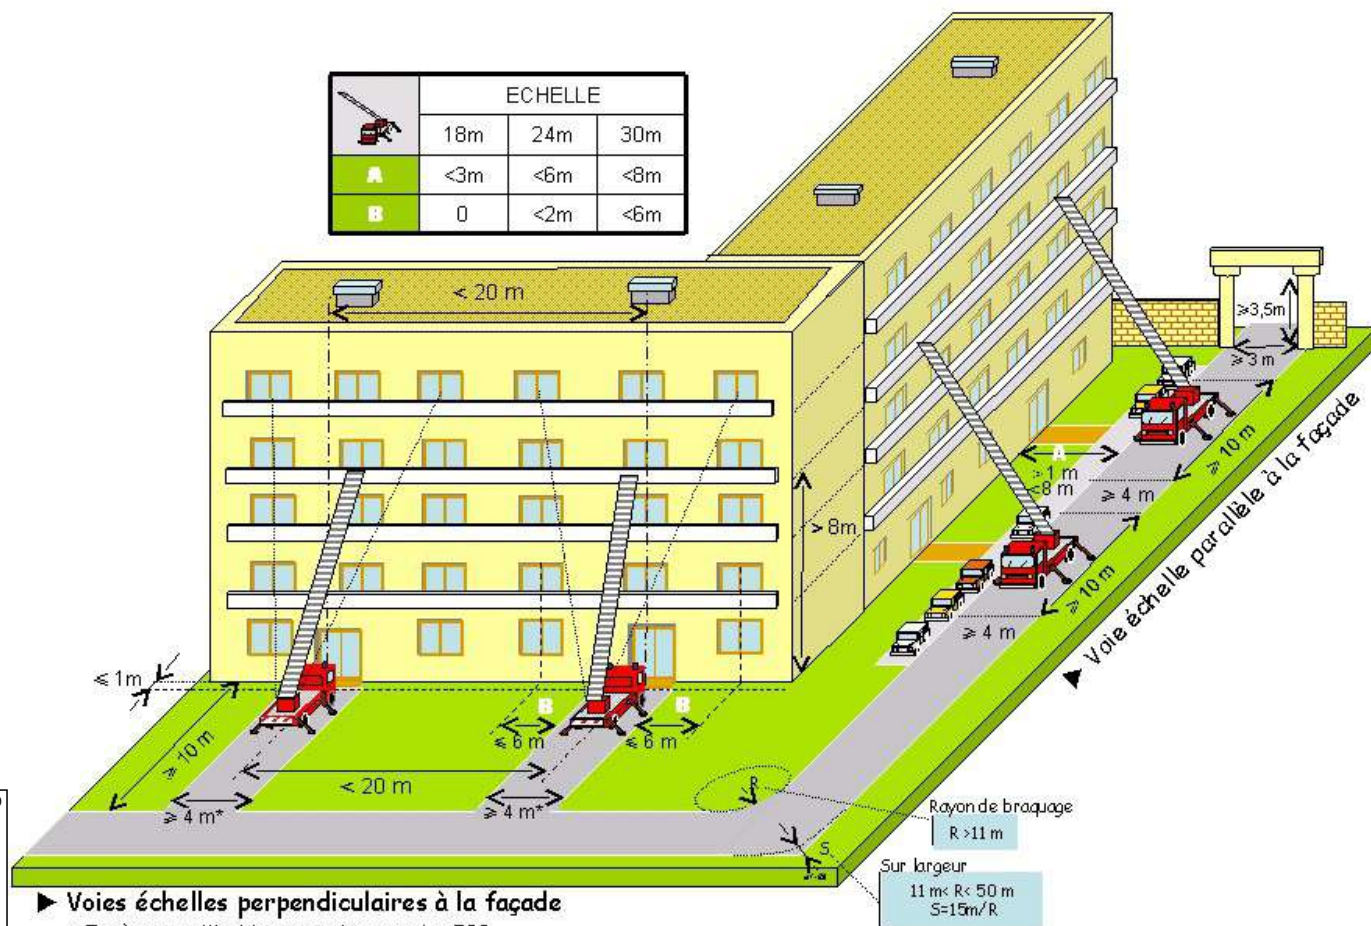 ECHELLE
18m 24m 30m
A <3m <6m <8m
B 0 <2m <6m
< 20 m
⩾3,5m
⩾ 3 m
A
> 1 m
<8 m
⩾ 10 m
⩾ 4 m
> 8m
⩾ 10 m
⩾ 4 m
Voie échelle parallèle à la façade
⩽ 1m
⩾ 10 m
B B
⩽ 6 m ⩽ 6 m
< 20 m
⩾ 4 m* ⩾ 4 m*
R
Rayon de braquage
R >11 m
S
Sur largeur
11 m< R< 50 m
S=15m/R
► Voies échelles perpendiculaires à la façade